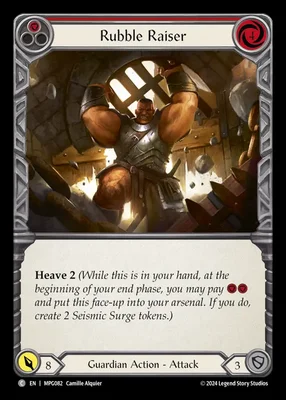 Rubble Raiser
Heave 2 (While this is in your hand, at the
beginning of your end phase, you may pay
and put this face-up into your arsenal. If you do,
create 2 Seismic Surge tokens.)
8
Guardian Action - Attack
3
C EN | MPG082 Camille Alquier
© 2024 Legend Story Studios